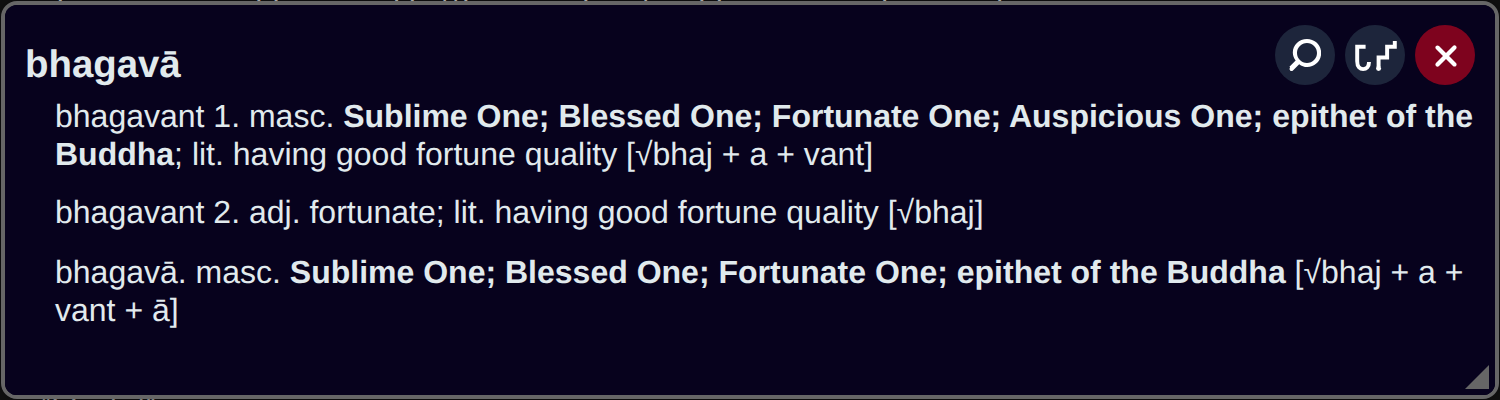 bhagavā
bhagavant 1. masc. Sublime One; Blessed One; Fortunate One; Auspicious One; epithet of the
Buddha; lit. having good fortune quality [√bhaj + a + vant]
bhagavant 2. adj. fortunate; lit. having good fortune quality [√bhaj]
bhagavā. masc. Sublime One; Blessed One; Fortunate One; epithet of the Buddha [√bhaj + a +
vant + ā]